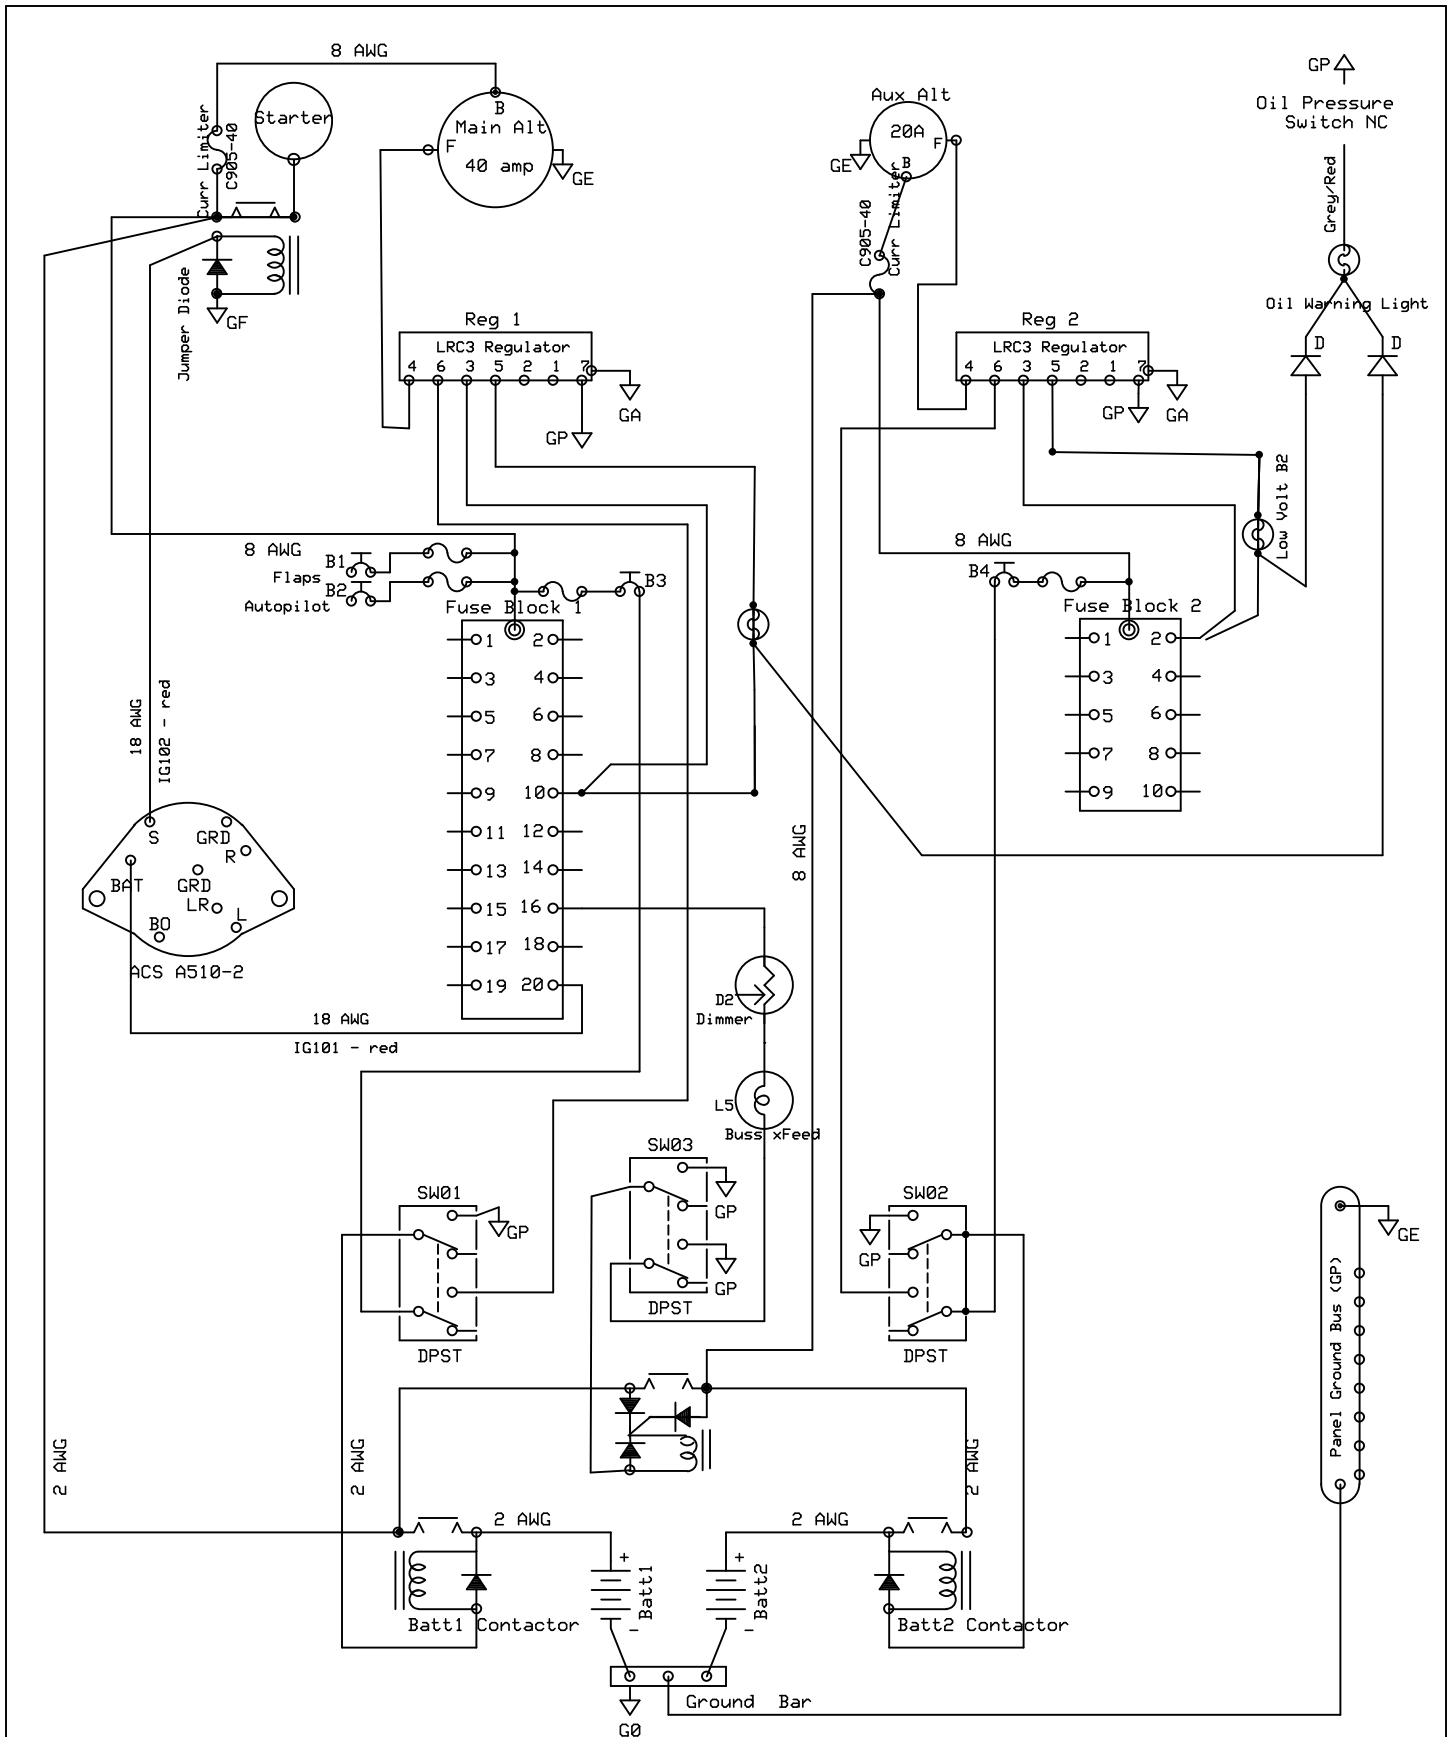 8 AWG
Starter
Curr Limiter
C905-40
B
Main Alt
F
40 amp
GE
Aux Alt
20A
F
B
GE
C905-40
Curr Limiter
GP
Oil Pressure
Switch NC
Grey/Red
Oil Warning Light
D
D
Jumper Diode
GF
Reg 1
LRC3 Regulator
4 6 3 5 2 1 7
GA
GP
Reg 2
LRC3 Regulator
4 6 3 5 2 1 7
GP
GA
Low Volt B2
8 AWG
B1
Flaps
B2
Autopilot
B3
Fuse Block 1
1 2
3 4
5 6
7 8
9 10
11 12
13 14
15 16
17 18
19 20
8 AWG
B4
Fuse Block 2
1 2
3 4
5 6
7 8
9 10
18 AWG
IG102 - red
8 AWG
S
GRD
R
BAT
GRD
LR
L
BO
ACS A510-2
18 AWG
IG101 - red
D2
Dimmer
L5
Buss xFeed
SW01
GP
DPST
SW03
GP
GP
DPST
SW02
GP
DPST
GE
Panel Ground Bus (GP)
2 AWG
2 AWG
2 AWG
2 AWG
2 AWG
+
Batt1
-
+
Batt2
-
Batt1 Contactor
Batt2 Contactor
Ground Bar
G0